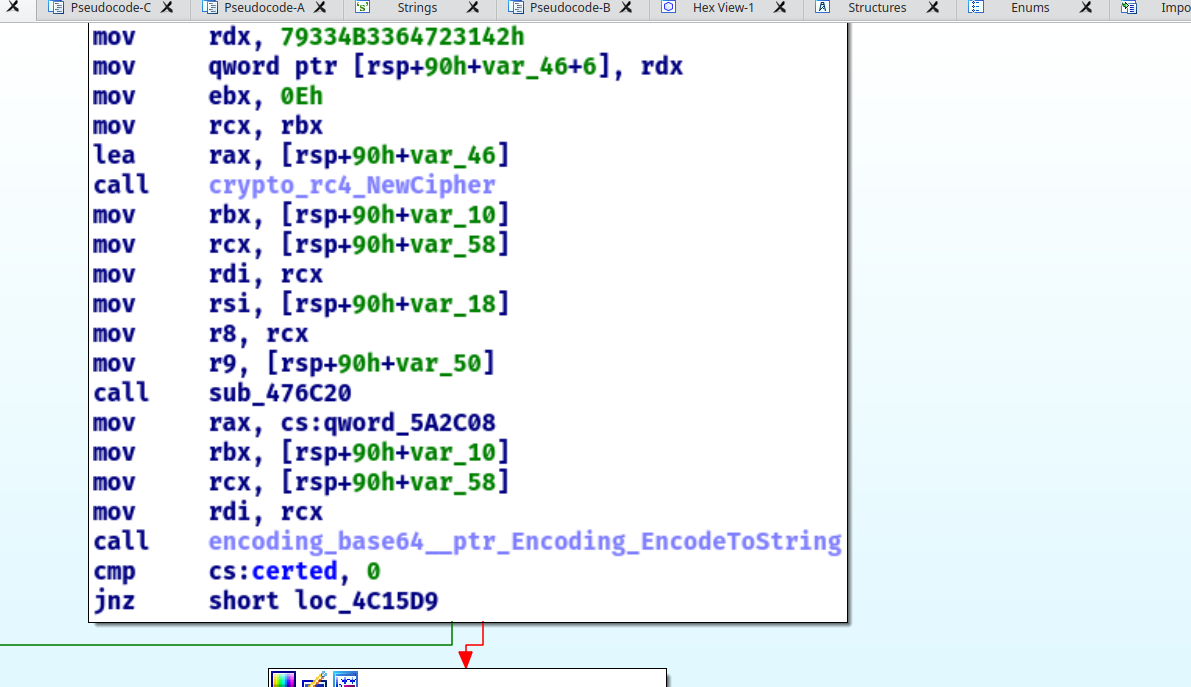 Pseudocode-C Pseudocode-A Strings Pseudocode-B Hex View-1 Structures Enums Impo
mov rdx, 79334B3364723142h
mov qword ptr [rsp+90h+var_46+6], rdx
mov ebx, 0Eh
mov rcx, rbx
lea rax, [rsp+90h+var_46]
call crypto_rc4_NewCipher
mov rbx, [rsp+90h+var_10]
mov rcx, [rsp+90h+var_58]
mov rdi, rcx
mov rsi, [rsp+90h+var_18]
mov r8, rcx
mov r9, [rsp+90h+var_50]
call sub_476C20
mov rax, cs:qword_5A2C08
mov rbx, [rsp+90h+var_10]
mov rcx, [rsp+90h+var_58]
mov rdi, rcx
call encoding_base64__ptr_Encoding_EncodeToString
cmp cs:certed, 0
jnz short loc_4C15D9